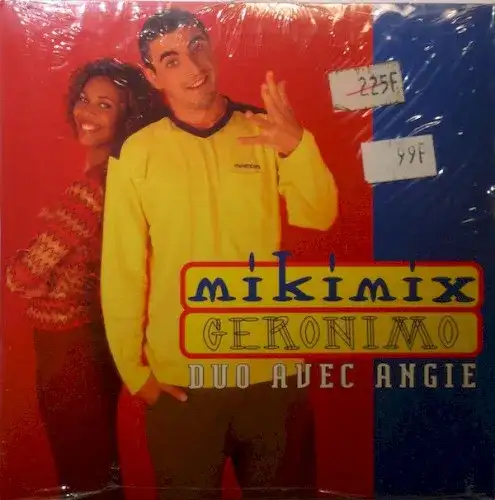 225F
99F
mikimix
GERONIMO
DUO AVEC ANGIE